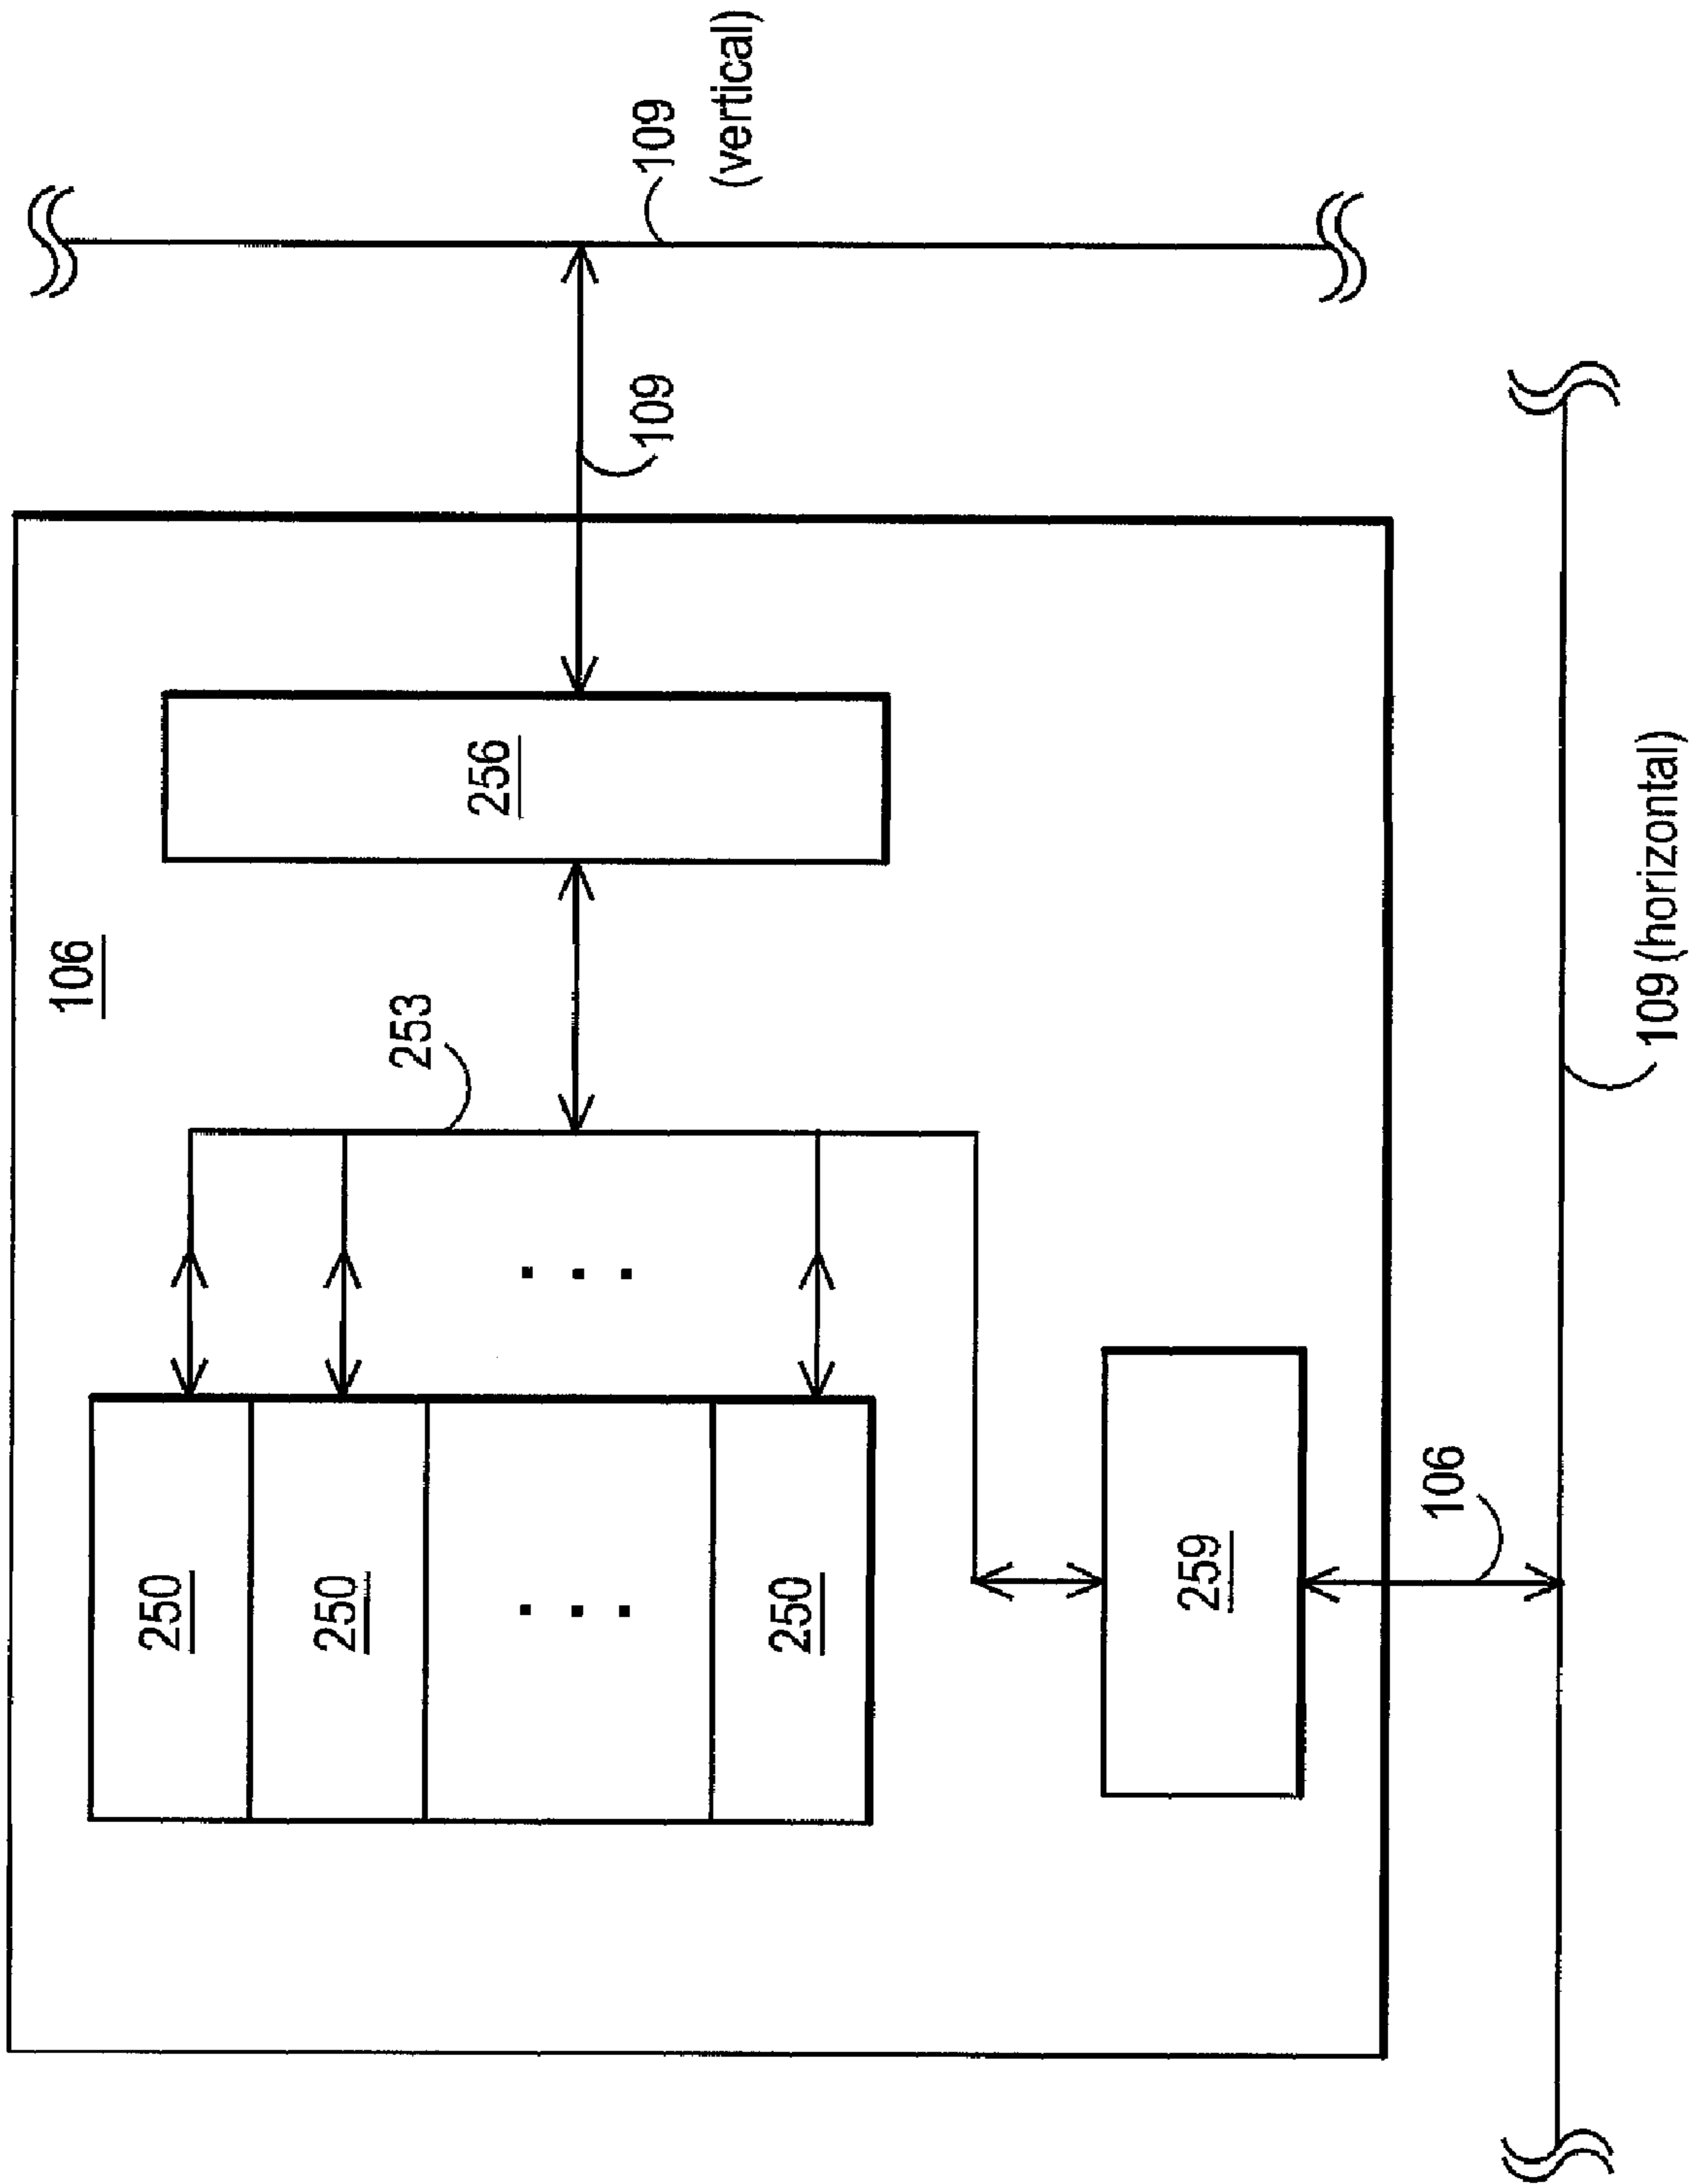 106
250
250
253
256
109
109
(vertical)
. . .
. . .
250
259
106
109 (horizontal)